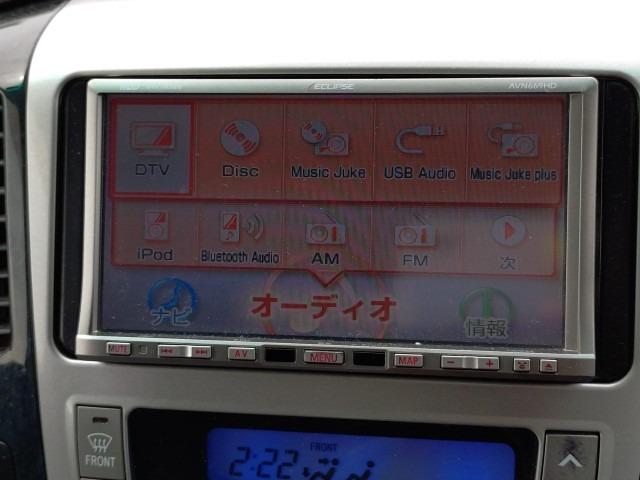 ECLIPSE AVN669HD
DTV Disc Music Juke USB Audio Music Juke plus
iPod Bluetooth Audio AM FM 次
ナビ オーディオ 情報
MUTE AV MENU MAP - +
FRONT
FRONT
2:22